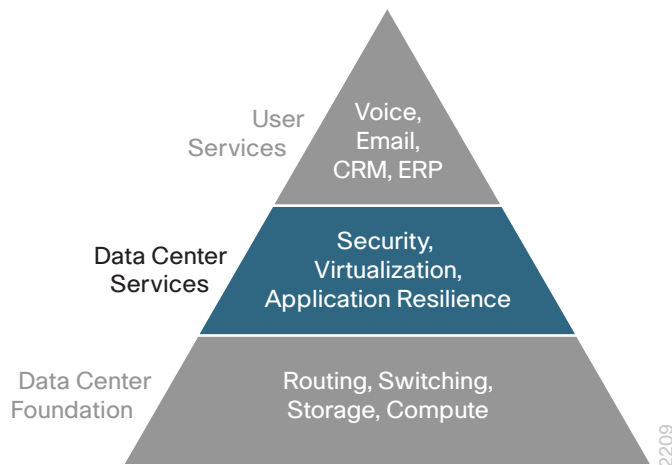 User
Services
Voice,
Email,
CRM, ERP
Data Center
Services
Security,
Virtualization,
Application Resilience
Data Center
Foundation
Routing, Switching,
Storage, Compute
2209